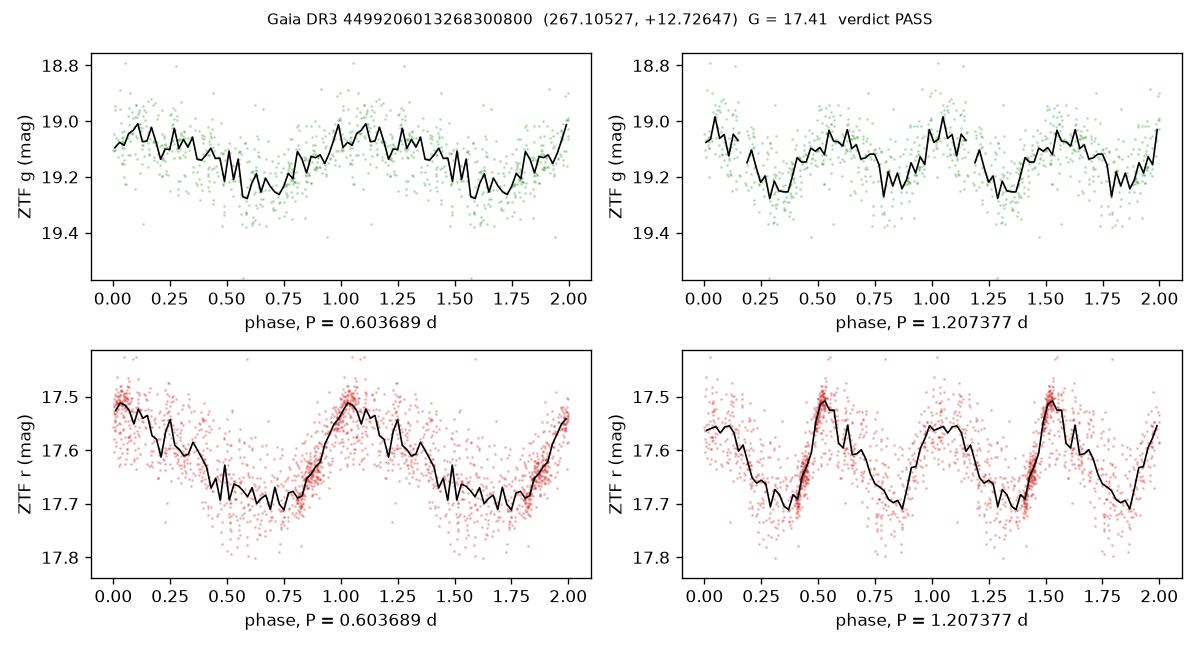 Gaia DR3 4499206013268300800  (267.10527, +12.72647)  G = 17.41  verdict PASS
ZTF g (mag)
18.8
19.0
19.2
19.4
0.00 0.25 0.50 0.75 1.00 1.25 1.50 1.75 2.00
phase, P = 0.603689 d
ZTF g (mag)
18.8
19.0
19.2
19.4
0.00 0.25 0.50 0.75 1.00 1.25 1.50 1.75 2.00
phase, P = 1.207377 d
ZTF r (mag)
17.5
17.6
17.7
17.8
0.00 0.25 0.50 0.75 1.00 1.25 1.50 1.75 2.00
phase, P = 0.603689 d
ZTF r (mag)
17.5
17.6
17.7
17.8
0.00 0.25 0.50 0.75 1.00 1.25 1.50 1.75 2.00
phase, P = 1.207377 d